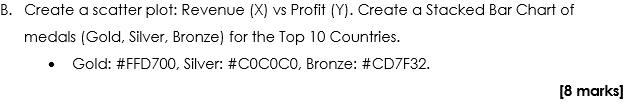 B. Create a scatter plot: Revenue (X) vs Profit (Y). Create a Stacked Bar Chart of
medals (Gold, Silver, Bronze) for the Top 10 Countries.
• Gold: #FFD700, Silver: #C0C0C0, Bronze: #CD7F32.
[8 marks]